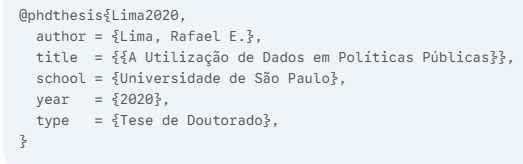 @phdthesis{Lima2020,
  author = {Lima, Rafael E.},
  title  = {{A Utilização de Dados em Políticas Públicas}},
  school = {Universidade de São Paulo},
  year   = {2020},
  type   = {Tese de Doutorado},
}